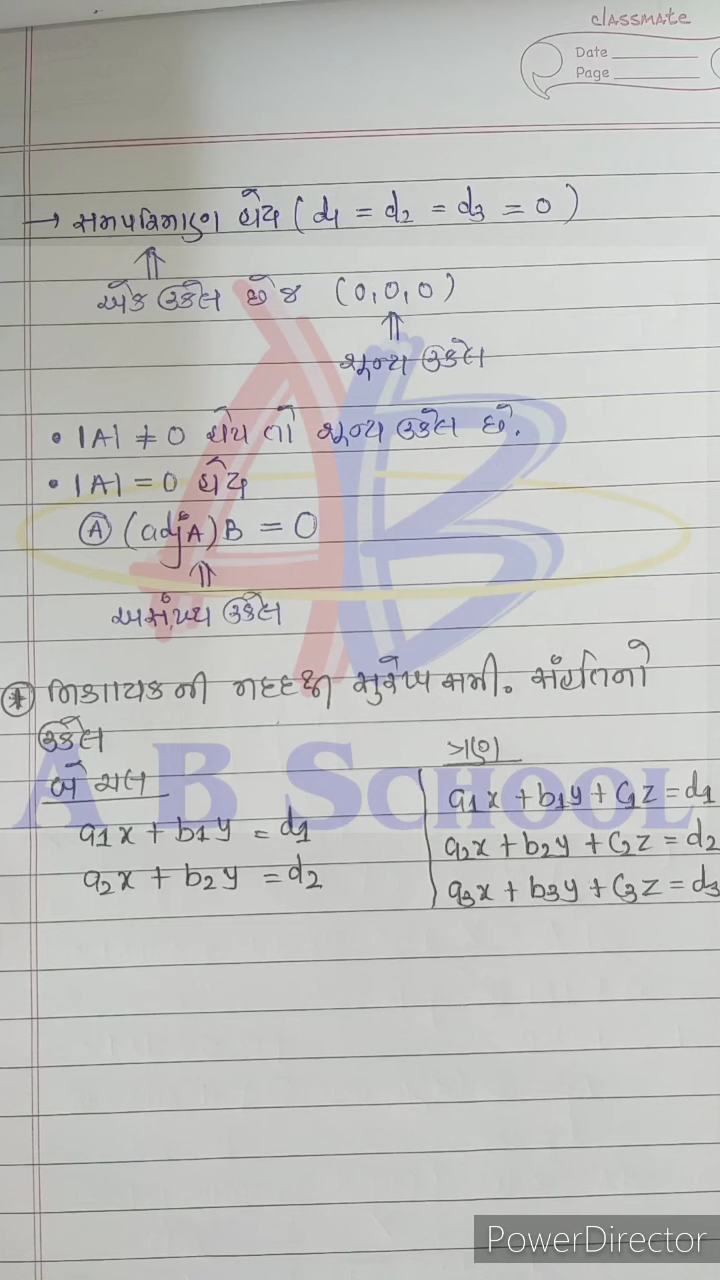 classmate
Date
Page
→ સમપરિમાણ હોય (d1 = d2 = d3 = 0)
⇑
એક ઉકેલ છે જ (0,0,0)
⇑
શૂન્ય ઉકેલ
• |A| ≠ 0 હોય તો શૂન્ય ઉકેલ છે.
• |A| = 0 હોય
Ⓐ (adjA)B = 0
⇑
અસંખ્ય ઉકેલ
* નિશ્ચાયકની મદદથી સુરેખ સમી. સંહતિનો
ઉકેલ
બે ચલ
a1x + b1y = d1
a2x + b2y = d2
ત્રણ
a1x + b1y + C1z = d1
a2x + b2y + C2z = d2
a3x + b3y + C3z = d3
A B SCHOOL
PowerDirector